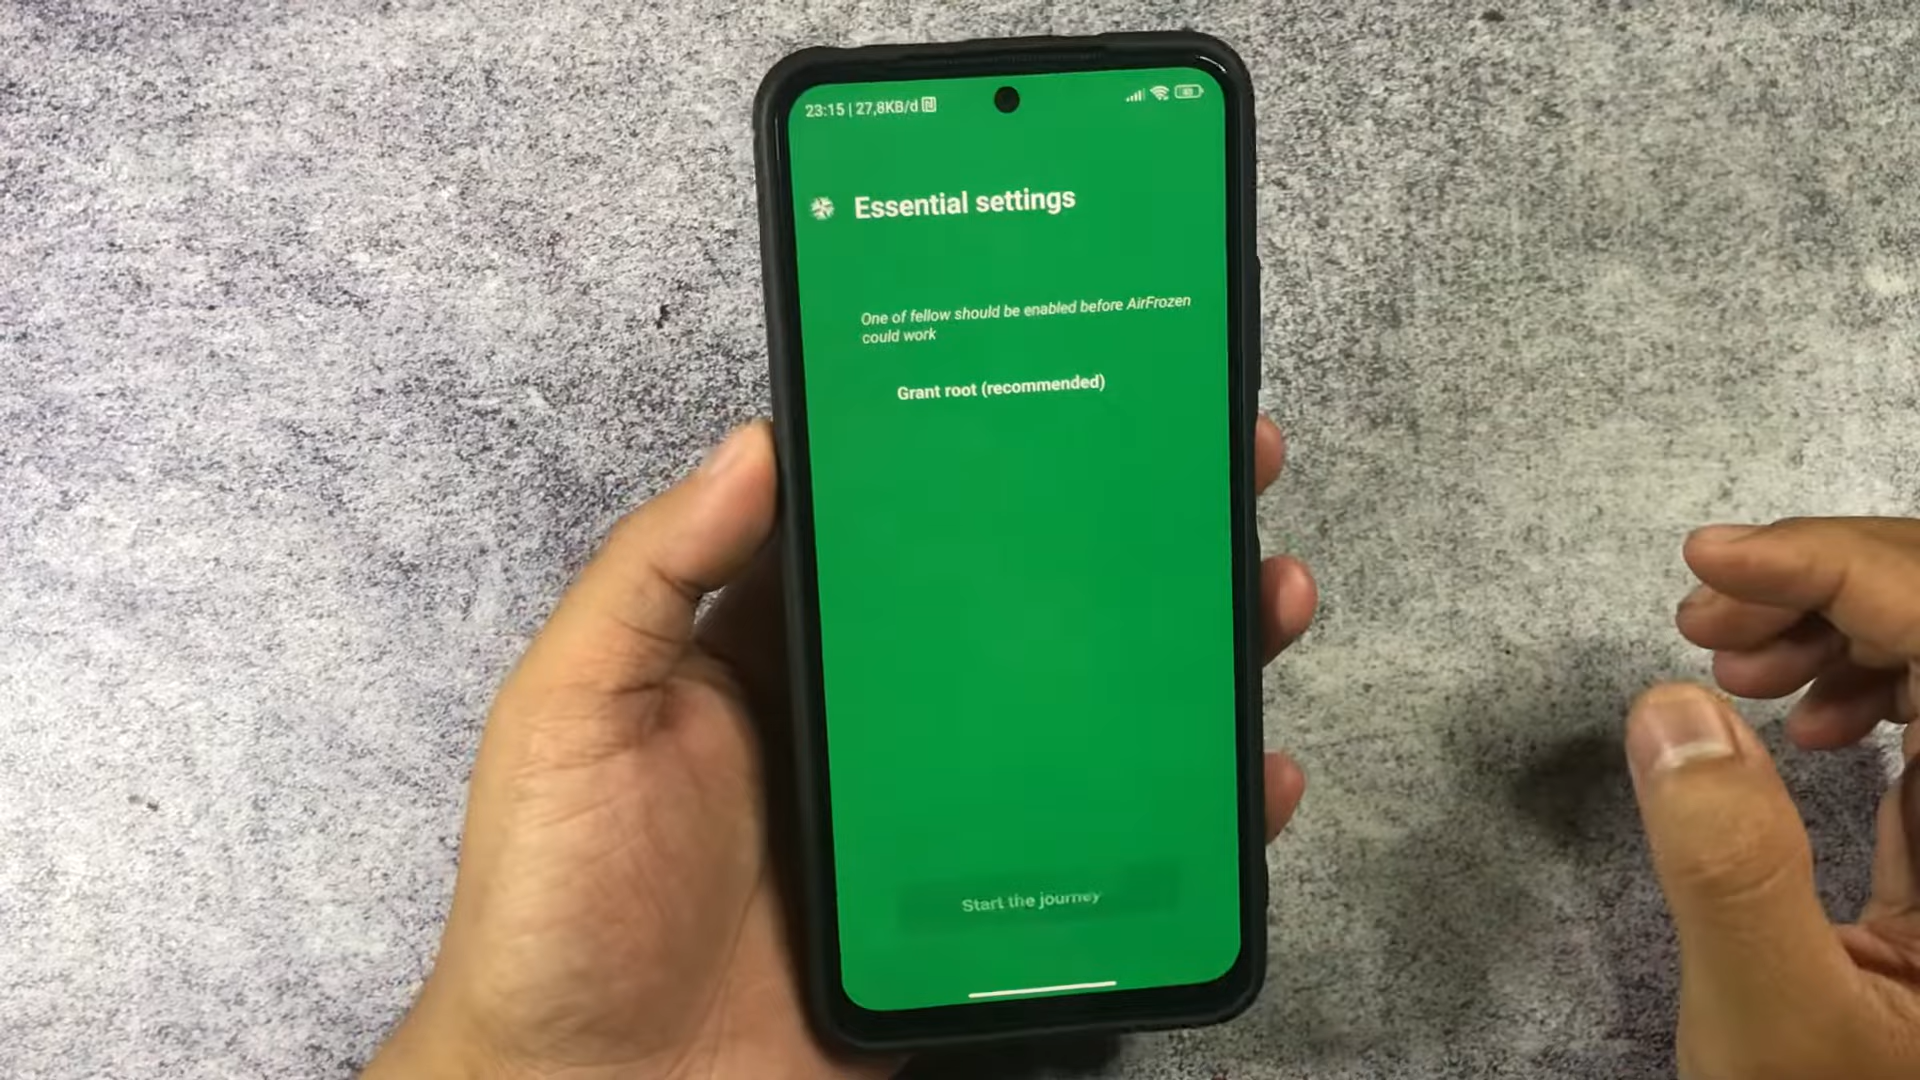 23:15 | 27,8KB/d
Essential settings
One of fellow should be enabled before AirFrozen
could work
Grant root (recommended)
Start the journey